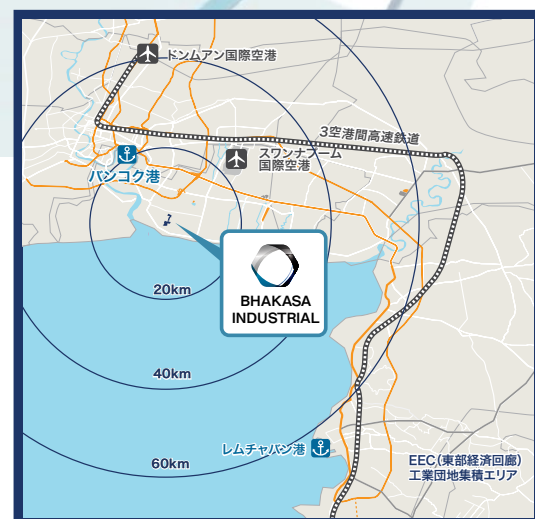 ドンムアン国際空港
3空港間高速鉄道
スワンナプーム
国際空港
バンコク港
BHAKASA
INDUSTRIAL
20km
40km
60km
レムチャバン港
EEC(東部経済回廊)
工業団地集積エリア